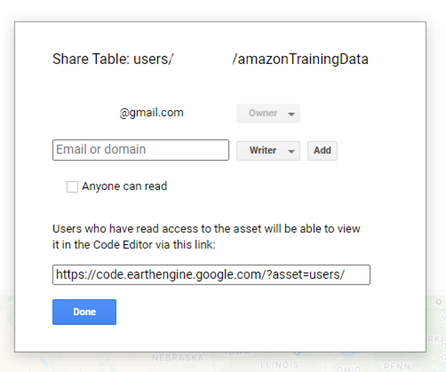 Share Table: users/ /amazonTrainingData
@gmail.com Owner
Email or domain Writer Add
Anyone can read
Users who have read access to the asset will be able to view
it in the Code Editor via this link:
https://code.earthengine.google.com/?asset=users/
Done
NEBRASKA
ILLINOIS
OHIO
PENN